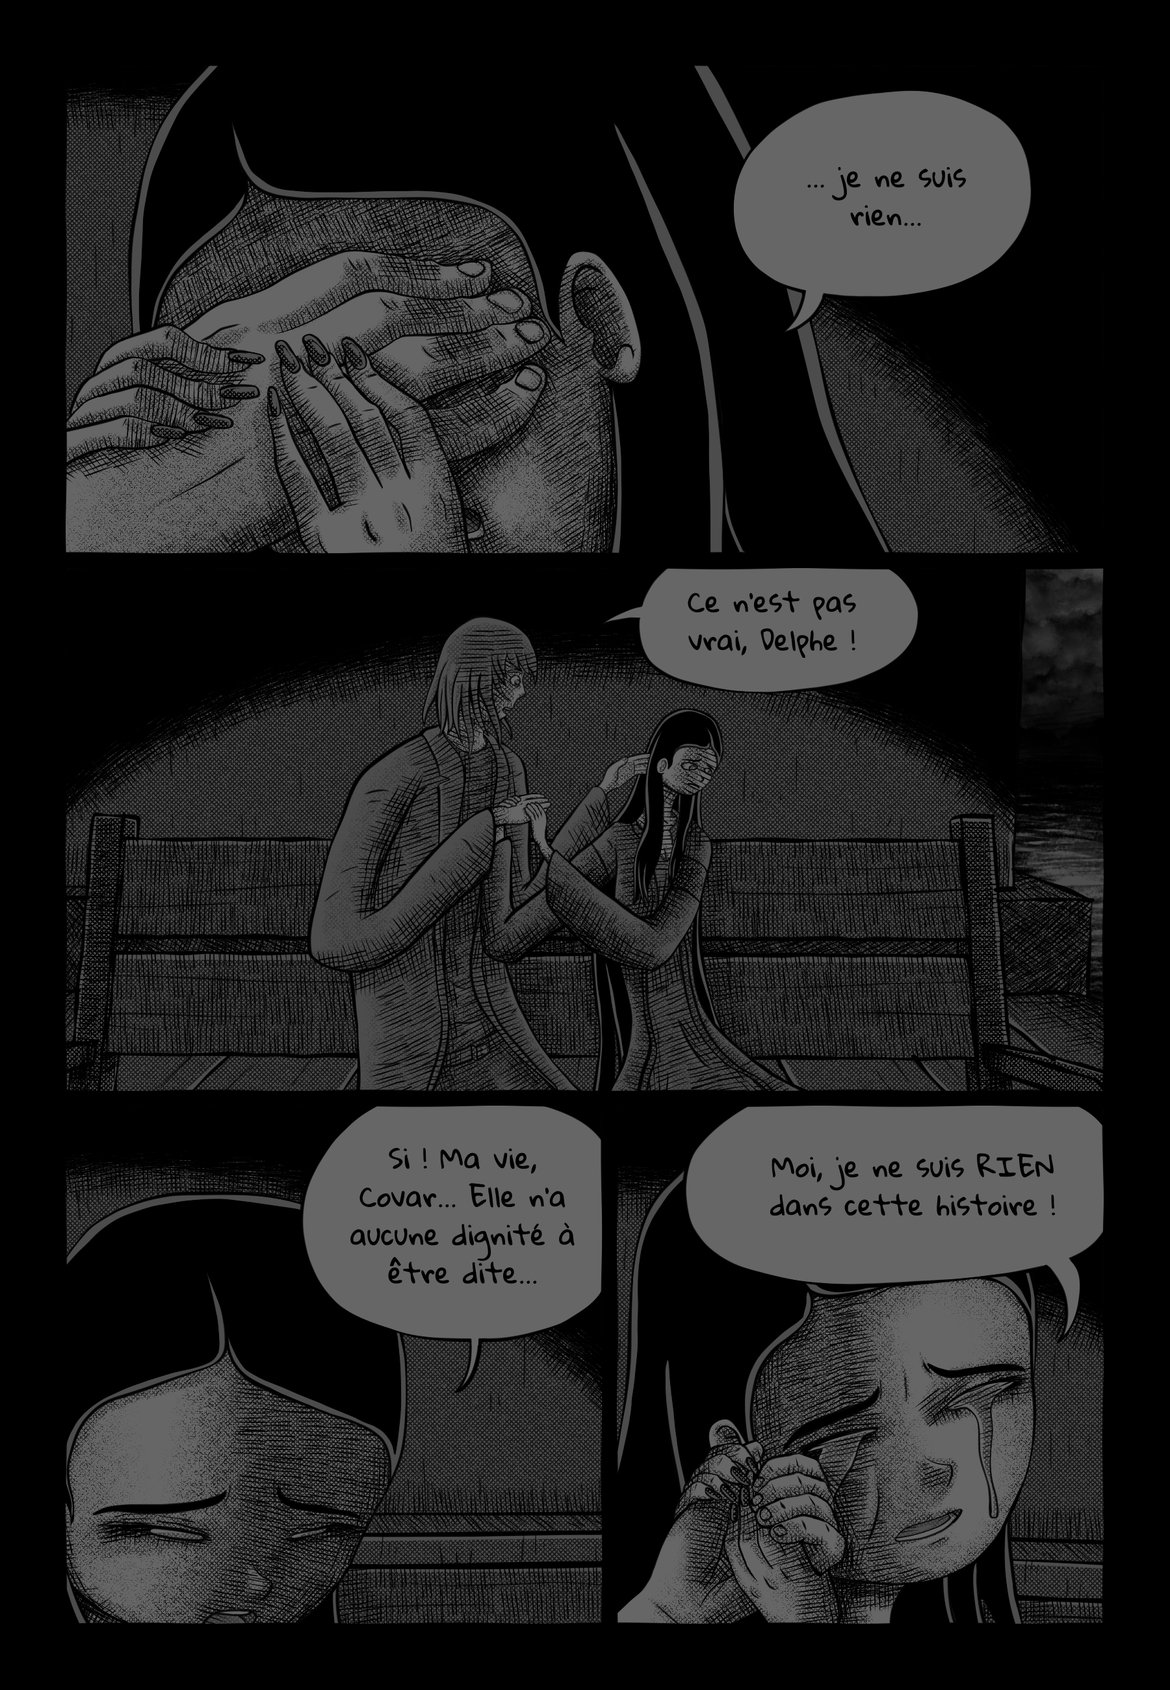 ... je ne suis
rien...
Ce n'est pas
vrai, Delphe !
Si ! Ma vie,
Covar... Elle n'a
aucune dignité à
être dite...
Moi, je ne suis RIEN
dans cette histoire !